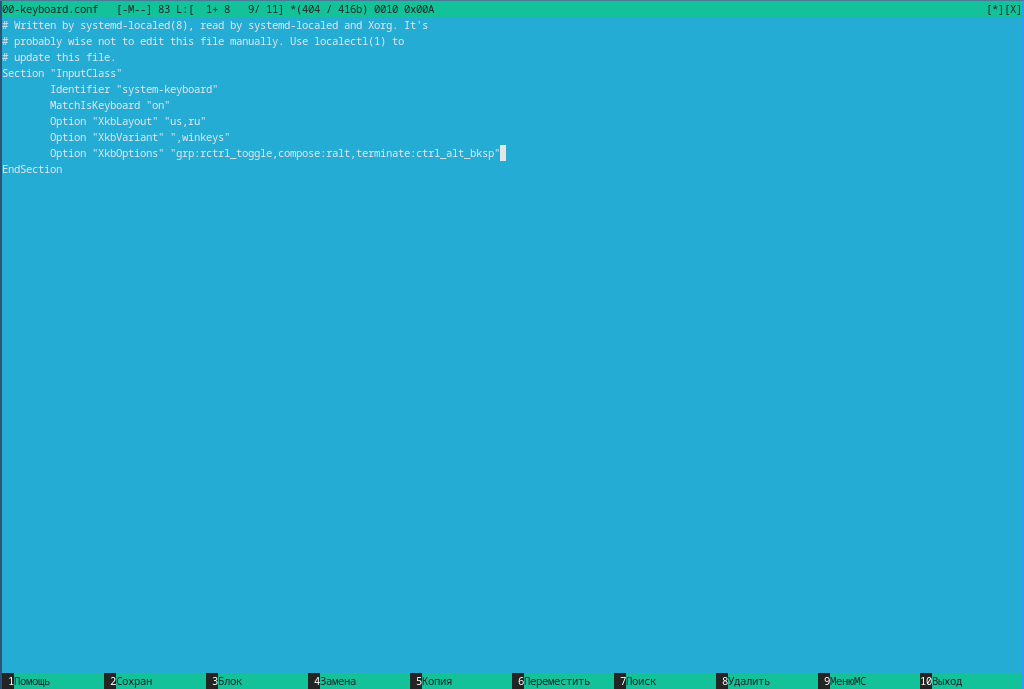 00-keyboard.conf   [-M--] 83 L:[  1+ 8   9/ 11] *(404 / 416b) 0010 0x00A [*][X]
# Written by systemd-localed(8), read by systemd-localed and Xorg. It's
# probably wise not to edit this file manually. Use localectl(1) to
# update this file.
Section "InputClass"
        Identifier "system-keyboard"
        MatchIsKeyboard "on"
        Option "XkbLayout" "us,ru"
        Option "XkbVariant" ",winkeys"
        Option "XkbOptions" "grp:rctrl_toggle,compose:ralt,terminate:ctrl_alt_bksp"
EndSection
1Помощь 2Сохран 3Блок 4Замена 5Копия 6Переместить 7Поиск 8Удалить 9МенюMC 10Выход